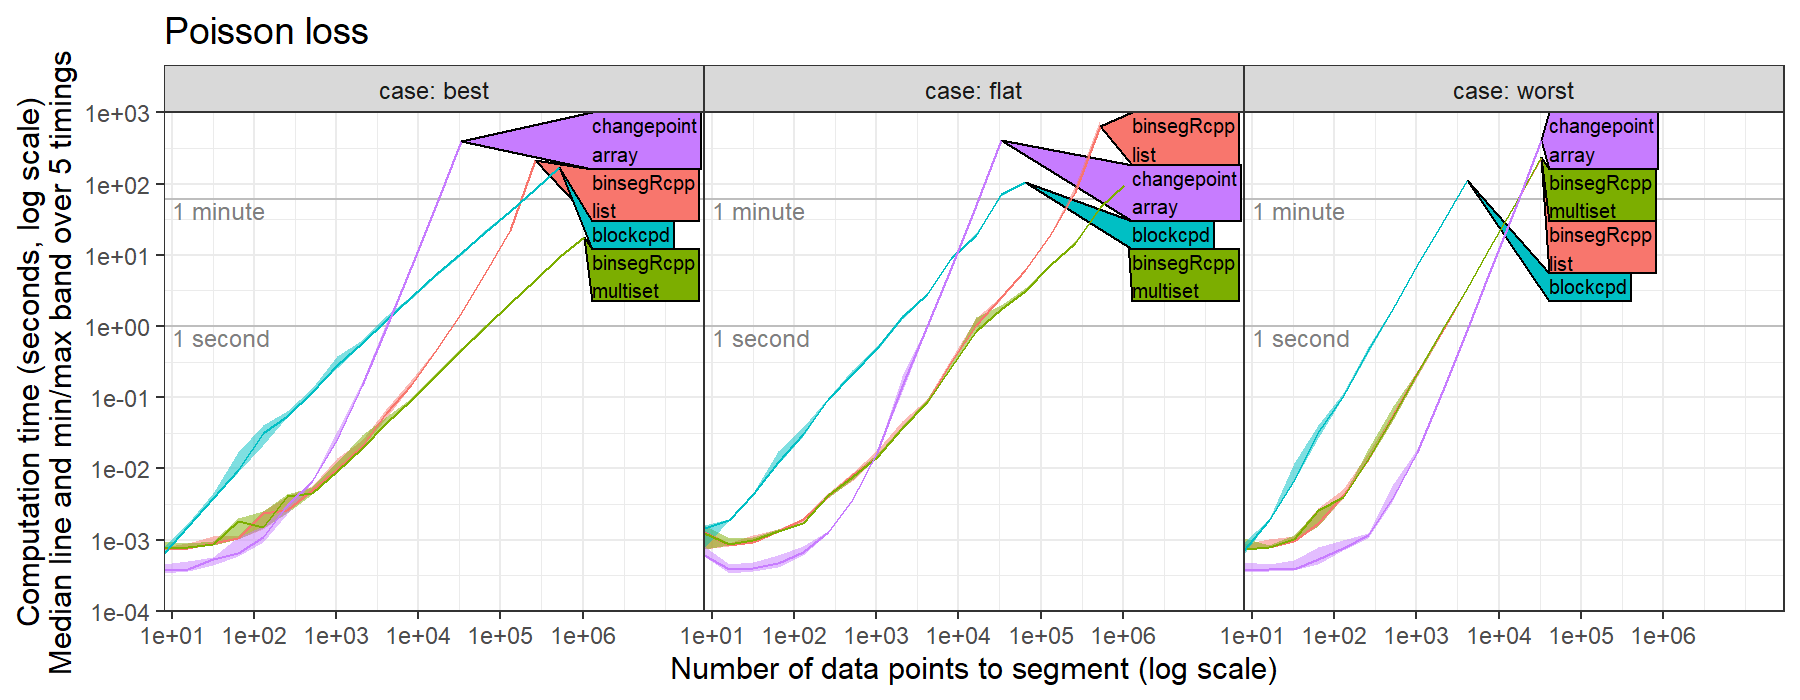 Poisson loss
Computation time (seconds, log scale)
Median line and min/max band over 5 timings
case: best
case: flat
case: worst
1e+03
1e+02
1e+01
1e+00
1e-01
1e-02
1e-03
1e-04
1 minute
1 second
changepoint
array
binsegRcpp
list
blockcpd
binsegRcpp
multiset
1 minute
1 second
binsegRcpp
list
changepoint
array
blockcpd
binsegRcpp
multiset
1 minute
1 second
changepoint
array
binsegRcpp
multiset
binsegRcpp
list
blockcpd
1e+01 1e+02 1e+03 1e+04 1e+05 1e+06
1e+01 1e+02 1e+03 1e+04 1e+05 1e+06
1e+01 1e+02 1e+03 1e+04 1e+05 1e+06
Number of data points to segment (log scale)